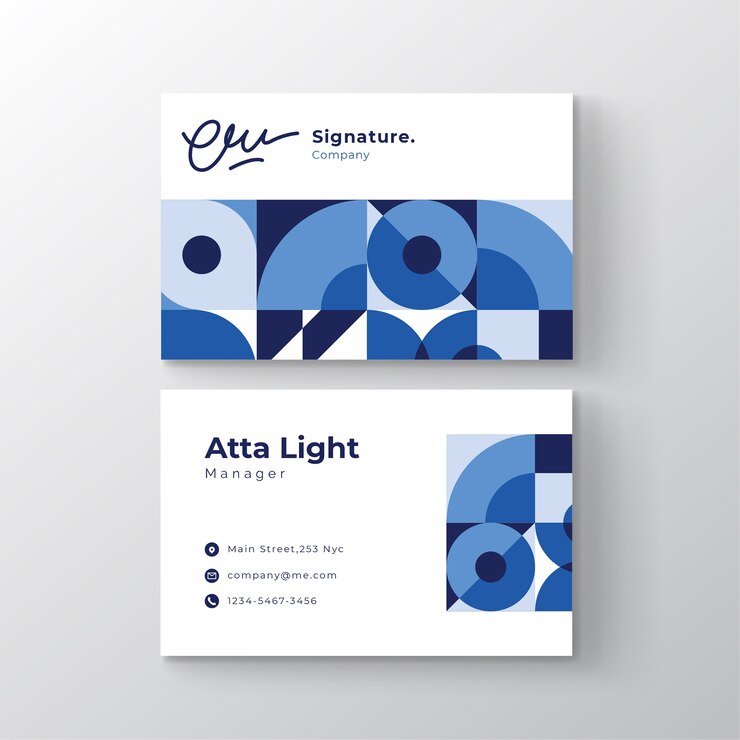 Signature.
Company
Atta Light
Manager
Main Street,253 Nyc
company@me.com
1234-5467-3456